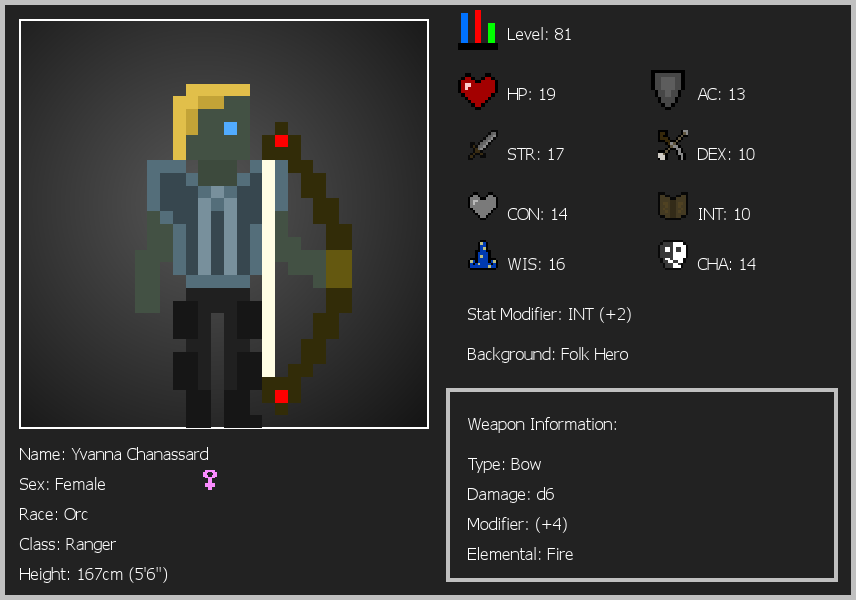 Level: 81
HP: 19
AC: 13
STR: 17
DEX: 10
CON: 14
INT: 10
WIS: 16
CHA: 14
Stat Modifier: INT (+2)
Background: Folk Hero
Weapon Information:
Type: Bow
Damage: d6
Modifier: (+4)
Elemental: Fire
Name: Yvanna Chanassard
Sex: Female
Race: Orc
Class: Ranger
Height: 167cm (5'6")